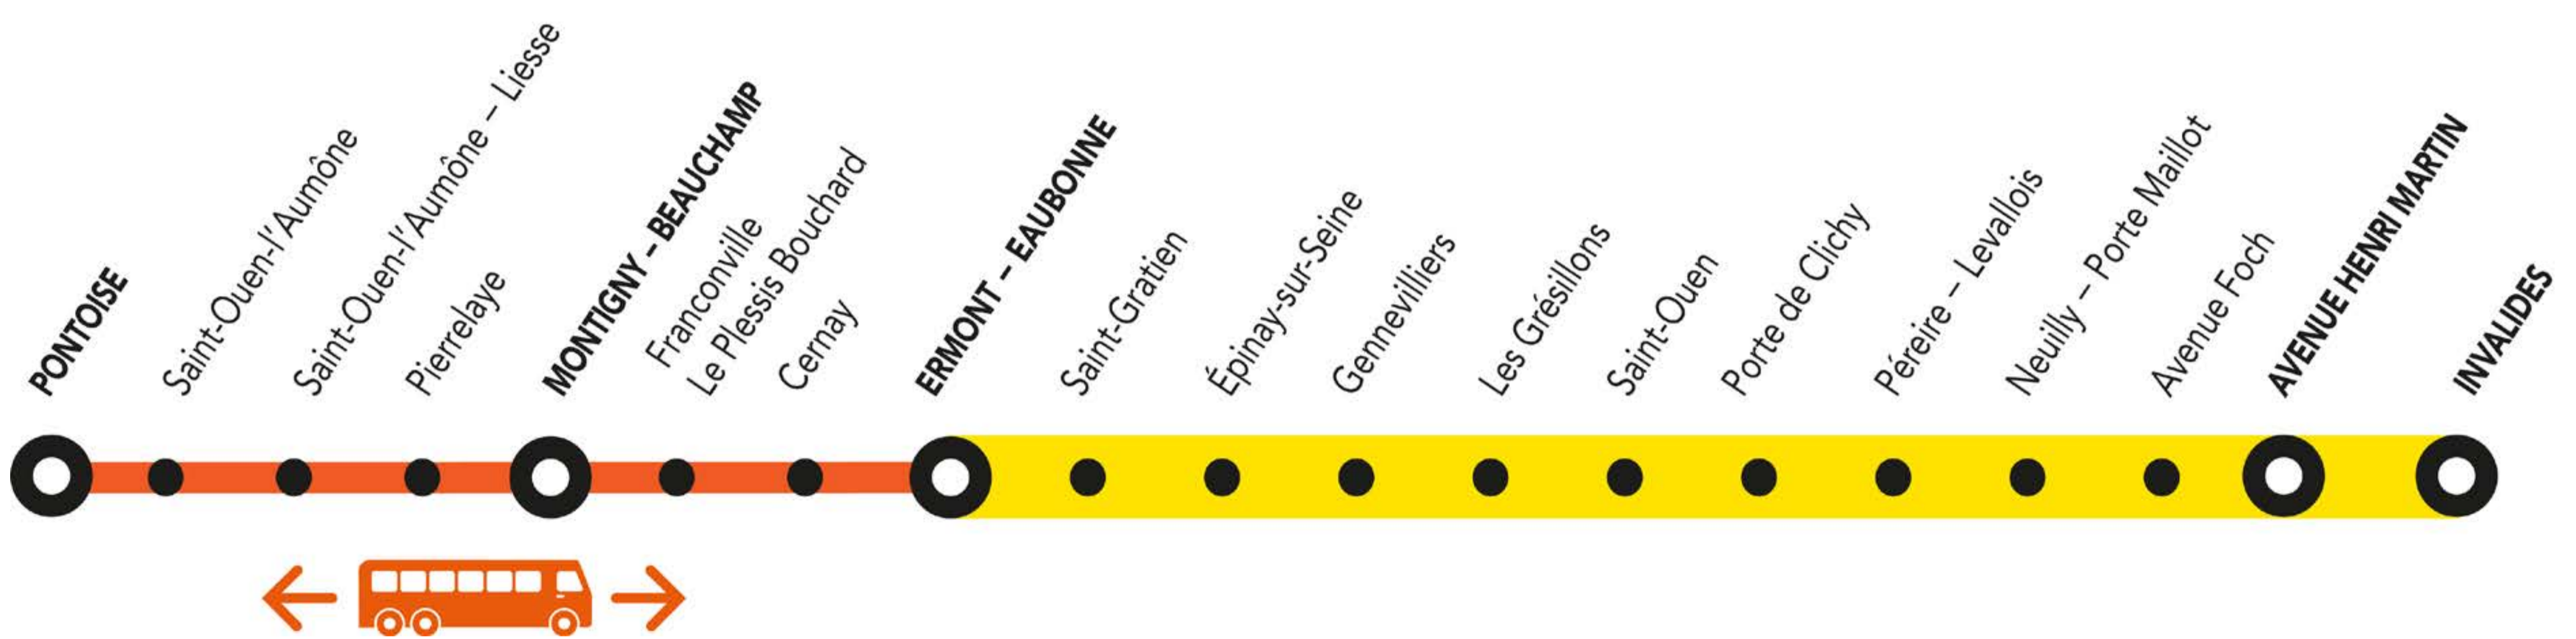 PONTOISE
Saint-Ouen-l'Aumône
Saint-Ouen-l'Aumône – Liesse
Pierrelaye
MONTIGNY – BEAUCHAMP
Franconville
Le Plessis Bouchard
Cernay
ERMONT – EAUBONNE
Saint-Gratien
Épinay-sur-Seine
Gennevilliers
Les Grésillons
Saint-Ouen
Porte de Clichy
Péreire – Levallois
Neuilly – Porte Maillot
Avenue Foch
AVENUE HENRI MARTIN
INVALIDES